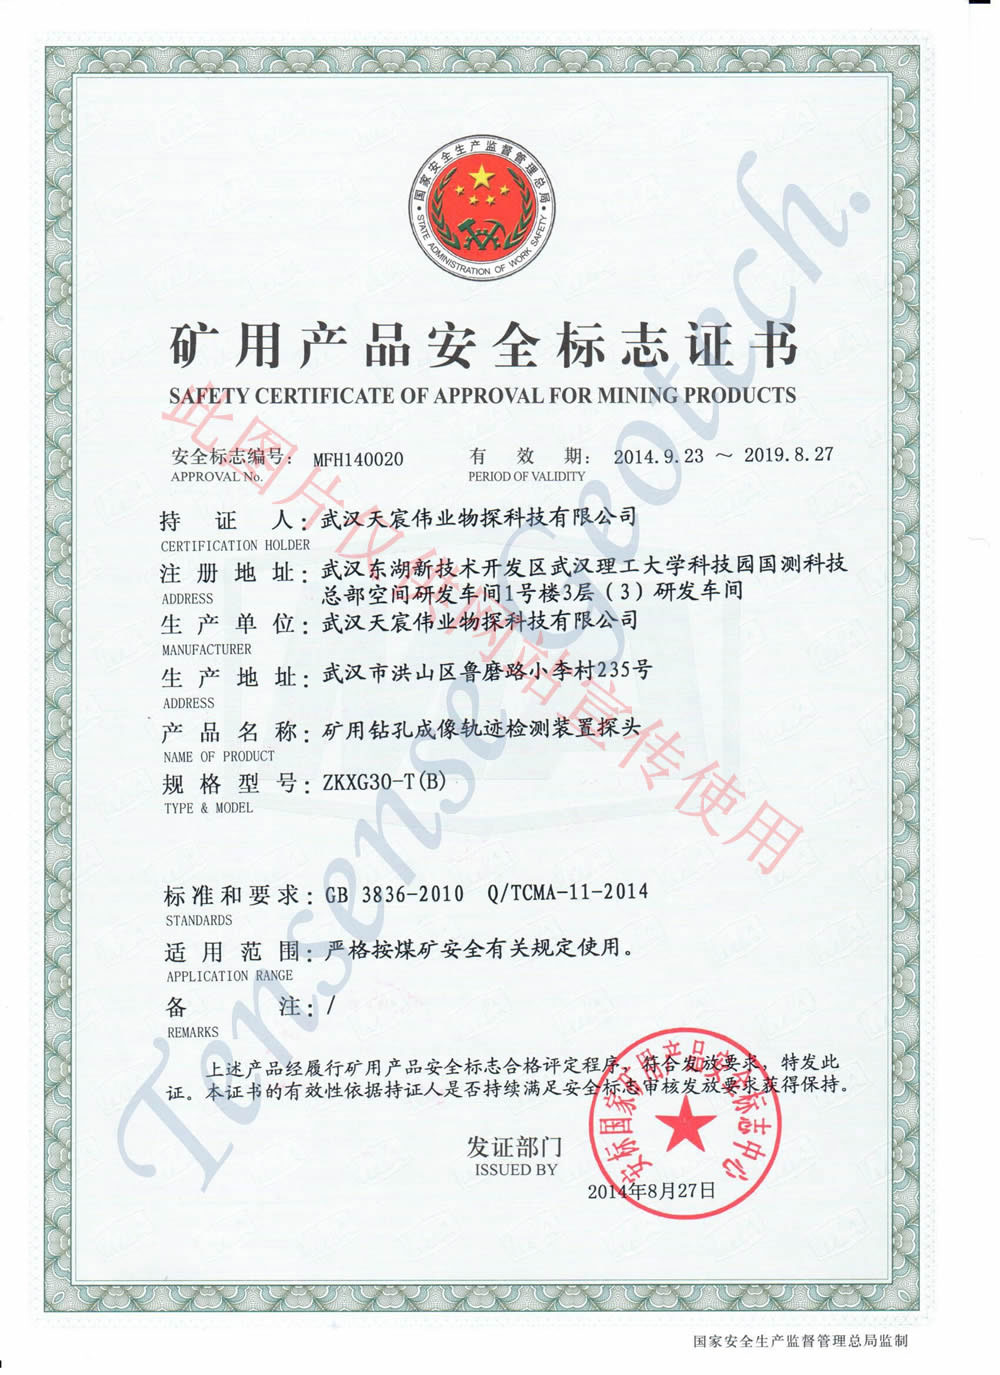 国家安全生产监督管理总局
STATE ADMINISTRATION OF WORK SAFETY
矿用产品安全标志证书
SAFETY CERTIFICATE OF APPROVAL FOR MINING PRODUCTS
安全标志编号: MFH140020 有效期: 2014.9.23 ～ 2019.8.27
APPROVAL No. PERIOD OF VALIDITY
持证人: 武汉天宸伟业物探科技有限公司
CERTIFICATION HOLDER
注册地址: 武汉东湖新技术开发区武汉理工大学科技园国测科技
ADDRESS 总部空间研发车间1号楼3层（3）研发车间
生产单位: 武汉天宸伟业物探科技有限公司
MANUFACTURER
生产地址: 武汉市洪山区鲁磨路小李村235号
ADDRESS
产品名称: 矿用钻孔成像轨迹检测装置探头
NAME OF PRODUCT
规格型号: ZKXG30-T(B)
TYPE & MODEL
标准和要求: GB 3836-2010 Q/TCMA-11-2014
STANDARDS
适用范围: 严格按煤矿安全有关规定使用。
APPLICATION RANGE
备注: /
REMARKS
上述产品经履行矿用产品安全标志合格评定程序，符合发放要求，特发此
证。本证书的有效性依据持证人是否持续满足安全标志审核发放要求获得保持。
发证部门
ISSUED BY
安标国家矿用产品安全标志中心
2014年8月27日
国家安全生产监督管理总局监制
此图片仅供网站宣传使用
Tensense Geotech.